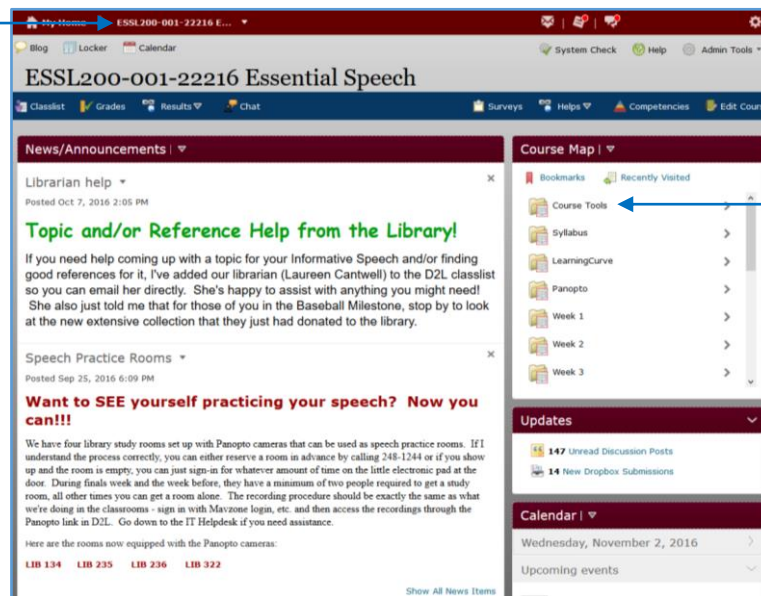 My Home ESSL200-001-22216 E...
Blog Locker Calendar System Check Help Admin Tools
ESSL200-001-22216 Essential Speech
Classlist Grades Results Chat Surveys Helps Competencies Edit Cour
News/Announcements
Librarian help
Posted Oct 7, 2016 2:05 PM
Topic and/or Reference Help from the Library!
If you need help coming up with a topic for your Informative Speech and/or finding
good references for it, I've added our librarian (Laureen Cantwell) to the D2L classlist
so you can email her directly. She's happy to assist with anything you might need!
She also just told me that for those of you in the Baseball Milestone, stop by to look
at the new extensive collection that they just had donated to the library.
Speech Practice Rooms
Posted Sep 25, 2016 6:09 PM
Want to SEE yourself practicing your speech? Now you
can!!!
We have four library study rooms set up with Panopto cameras that can be used as speech practice rooms. If I
understand the process correctly, you can either reserve a room in advance by calling 248-1244 or if you show
up and the room is empty, you can just sign-in for whatever amount of time on the little electronic pad at the
door. During finals week and the week before, they have a minimum of two people required to get a study
room, all other times you can get a room alone. The recording procedure should be exactly the same as what
we're doing in the classrooms - sign in with Mavzone login, etc. and then access the recordings through the
Panopto link in D2L. Go down to the IT Helpdesk if you need assistance.
Here are the rooms now equipped with the Panopto cameras:
LIB 134 LIB 235 LIB 236 LIB 322
Show All News Items
Course Map
Bookmarks Recently Visited
Course Tools
Syllabus
LearningCurve
Panopto
Week 1
Week 2
Week 3
Updates
147 Unread Discussion Posts
14 New Dropbox Submissions
Calendar
Wednesday, November 2, 2016
Upcoming events